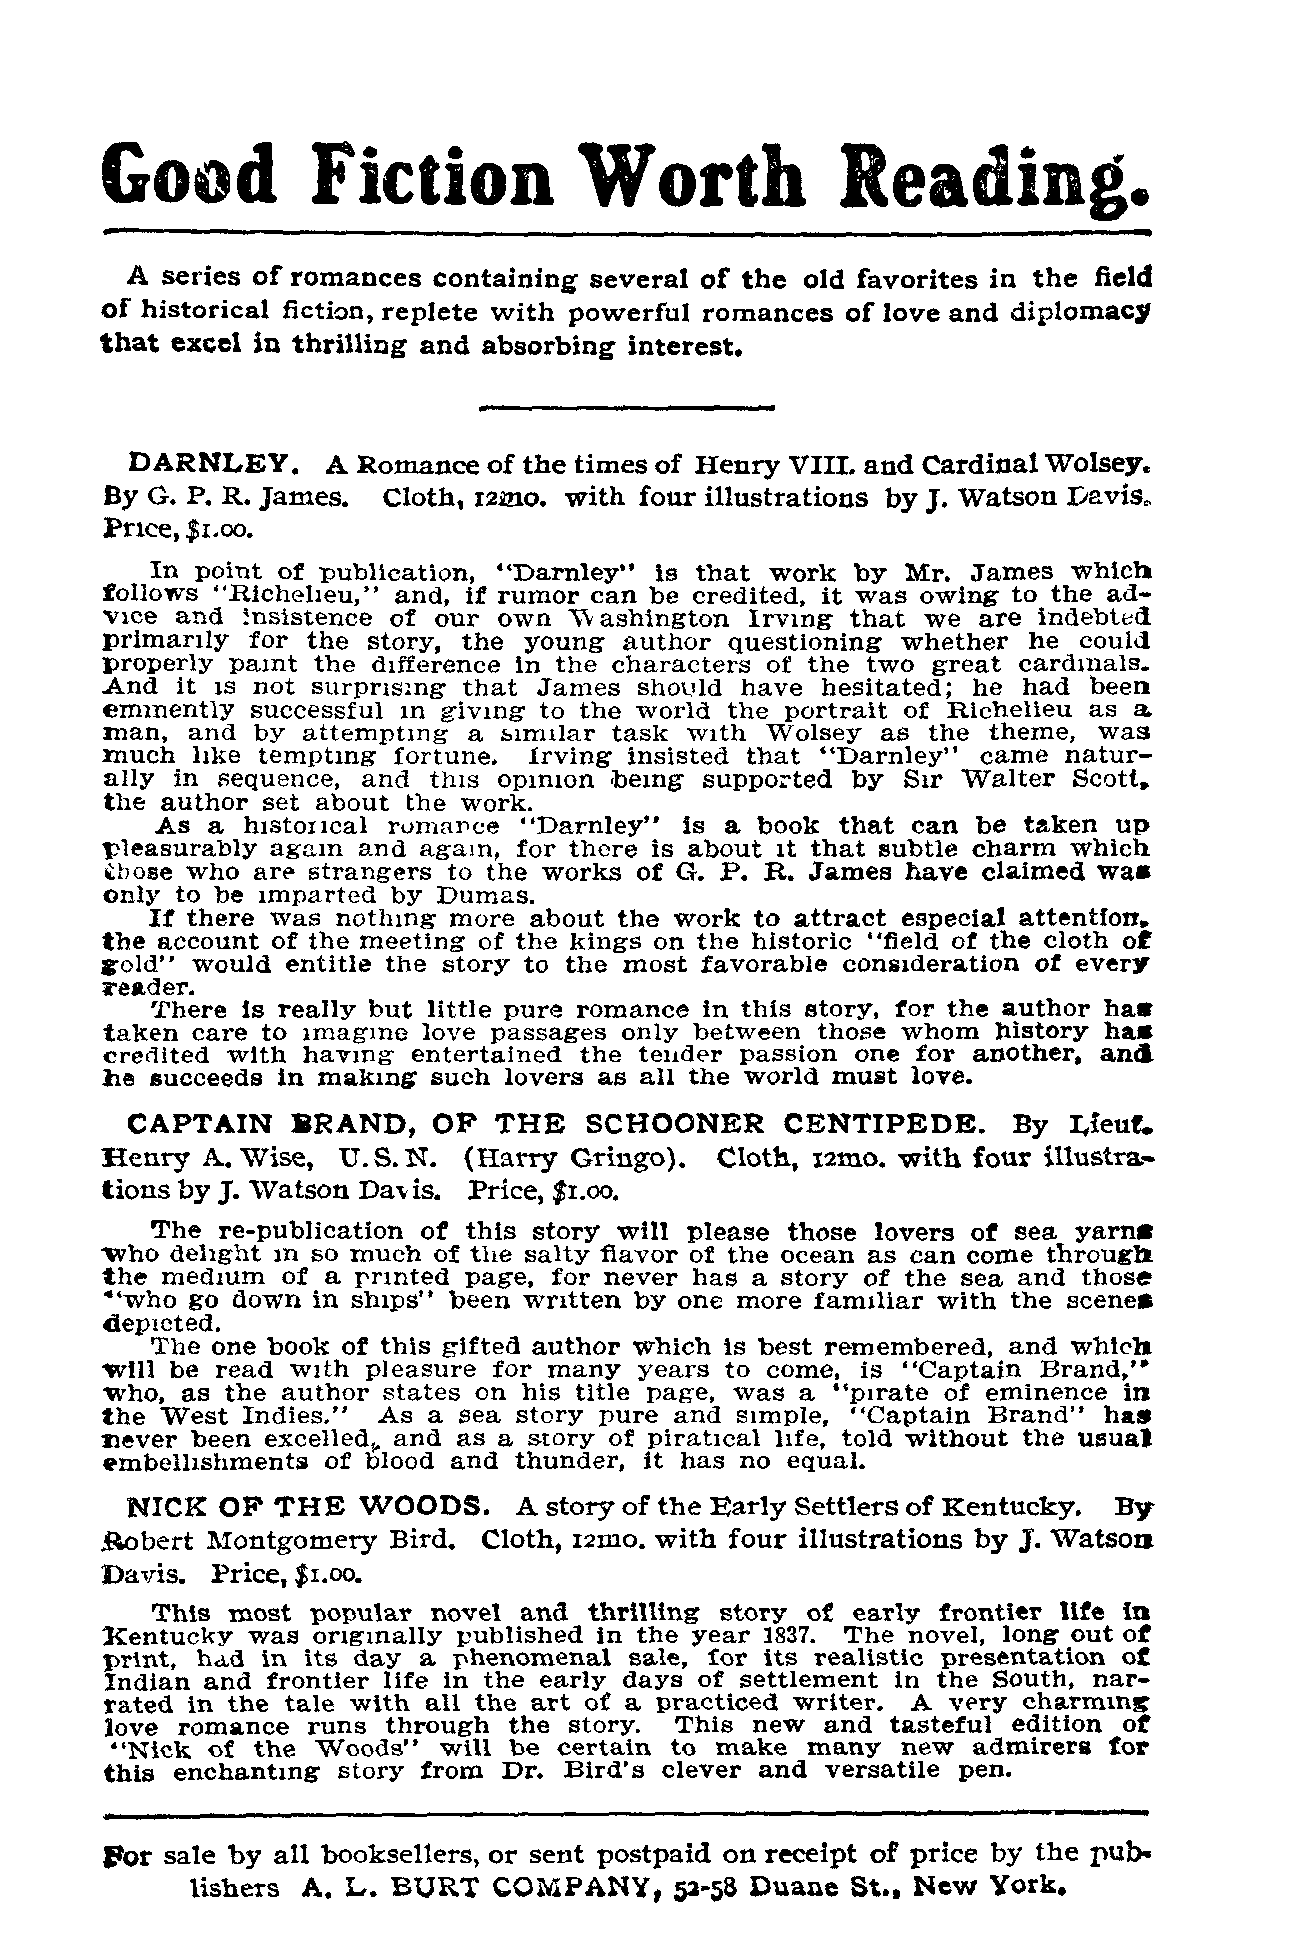 Good Fiction Worth Reading.
A series of romances containing several of the old favorites in the field
of historical fiction, replete with powerful romances of love and diplomacy
that excel in thrilling and absorbing interest.
DARNLEY. A Romance of the times of Henry VIII. and Cardinal Wolsey.
By G. P. R. James. Cloth, 12mo. with four illustrations by J. Watson Davis.
Price, $1.00.
In point of publication, "Darnley" is that work by Mr. James which
follows "Richelieu," and, if rumor can be credited, it was owing to the ad-
vice and insistence of our own Washington Irving that we are indebted
primarily for the story, the young author questioning whether he could
properly paint the difference in the characters of the two great cardinals.
And it is not surprising that James should have hesitated; he had been
eminently successful in giving to the world the portrait of Richelieu as a
man, and by attempting a similar task with Wolsey as the theme, was
much like tempting fortune. Irving insisted that "Darnley" came natur-
ally in sequence, and this opinion being supported by Sir Walter Scott,
the author set about the work.
As a historical romance "Darnley" is a book that can be taken up
pleasurably again and again, for there is about it that subtle charm which
those who are strangers to the works of G. P. R. James have claimed was
only to be imparted by Dumas.
If there was nothing more about the work to attract especial attention,
the account of the meeting of the kings on the historic "field of the cloth of
gold" would entitle the story to the most favorable consideration of every
reader.
There is really but little pure romance in this story, for the author has
taken care to imagine love passages only between those whom history has
credited with having entertained the tender passion one for another, and
he succeeds in making such lovers as all the world must love.
CAPTAIN BRAND, OF THE SCHOONER CENTIPEDE. By Lieut.
Henry A. Wise, U. S. N. (Harry Gringo). Cloth, 12mo. with four illustra-
tions by J. Watson Davis. Price, $1.00.
The re-publication of this story will please those lovers of sea yarns
who delight in so much of the salty flavor of the ocean as can come through
the medium of a printed page, for never has a story of the sea and those
"who go down in ships" been written by one more familiar with the scenes
depicted.
The one book of this gifted author which is best remembered, and which
will be read with pleasure for many years to come, is "Captain Brand,"
who, as the author states on his title page, was a "pirate of eminence in
the West Indies." As a sea story pure and simple, "Captain Brand" has
never been excelled, and as a story of piratical life, told without the usual
embellishments of blood and thunder, it has no equal.
NICK OF THE WOODS. A story of the Early Settlers of Kentucky. By
Robert Montgomery Bird. Cloth, 12mo. with four illustrations by J. Watson
Davis. Price, $1.00.
This most popular novel and thrilling story of early frontier life in
Kentucky was originally published in the year 1837. The novel, long out of
print, had in its day a phenomenal sale, for its realistic presentation of
Indian and frontier life in the early days of settlement in the South, nar-
rated in the tale with all the art of a practiced writer. A very charming
love romance runs through the story. This new and tasteful edition of
"Nick of the Woods" will be certain to make many new admirers for
this enchanting story from Dr. Bird's clever and versatile pen.
For sale by all booksellers, or sent postpaid on receipt of price by the pub-
lishers A. L. BURT COMPANY, 52-58 Duane St., New York.